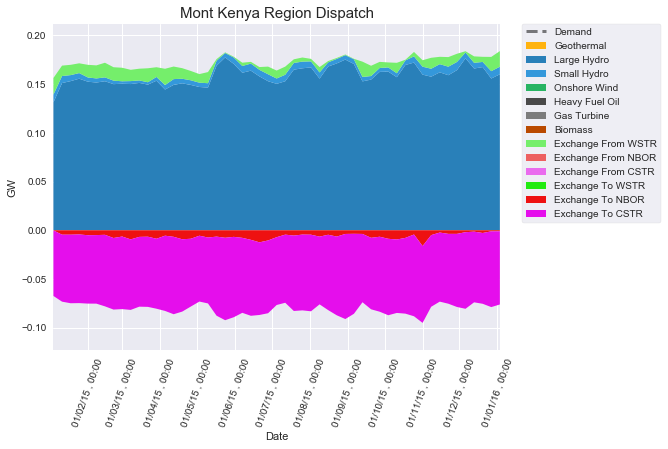 Mont Kenya Region Dispatch
0.20
0.15
0.10
0.05
0.00
−0.05
−0.10
GW
01/02/15 , 00:00
01/03/15 , 00:00
01/04/15 , 00:00
01/05/15 , 00:00
01/06/15 , 00:00
01/07/15 , 00:00
01/08/15 , 00:00
01/09/15 , 00:00
01/10/15 , 00:00
01/11/15 , 00:00
01/12/15 , 00:00
01/01/16 , 00:00
Date
Demand
Geothermal
Large Hydro
Small Hydro
Onshore Wind
Heavy Fuel Oil
Gas Turbine
Biomass
Exchange From WSTR
Exchange From NBOR
Exchange From CSTR
Exchange To WSTR
Exchange To NBOR
Exchange To CSTR